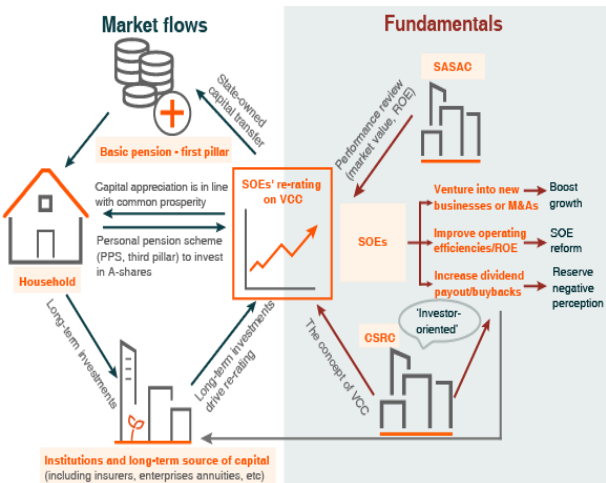 Market flows
Fundamentals
State-owned
capital transfer
Basic pension - first pillar
SASAC
Performance review
(market value, ROE)
Capital appreciation is in line
with common prosperity
Personal pension scheme
(PPS, third pillar) to invest
in A-shares
Household
SOEs' re-rating
on VCC
SOEs
Venture into new
businesses or M&As
Boost
growth
Improve operating
efficiencies/ROE
SOE
reform
Increase dividend
payout/buybacks
Reserve
negative
perception
Long-term investments
Long-term investments
drive re-rating
The concept of
VCC
'Investor-
oriented'
CSRC
Institutions and long-term source of capital
(including insurers, enterprises annuities, etc)